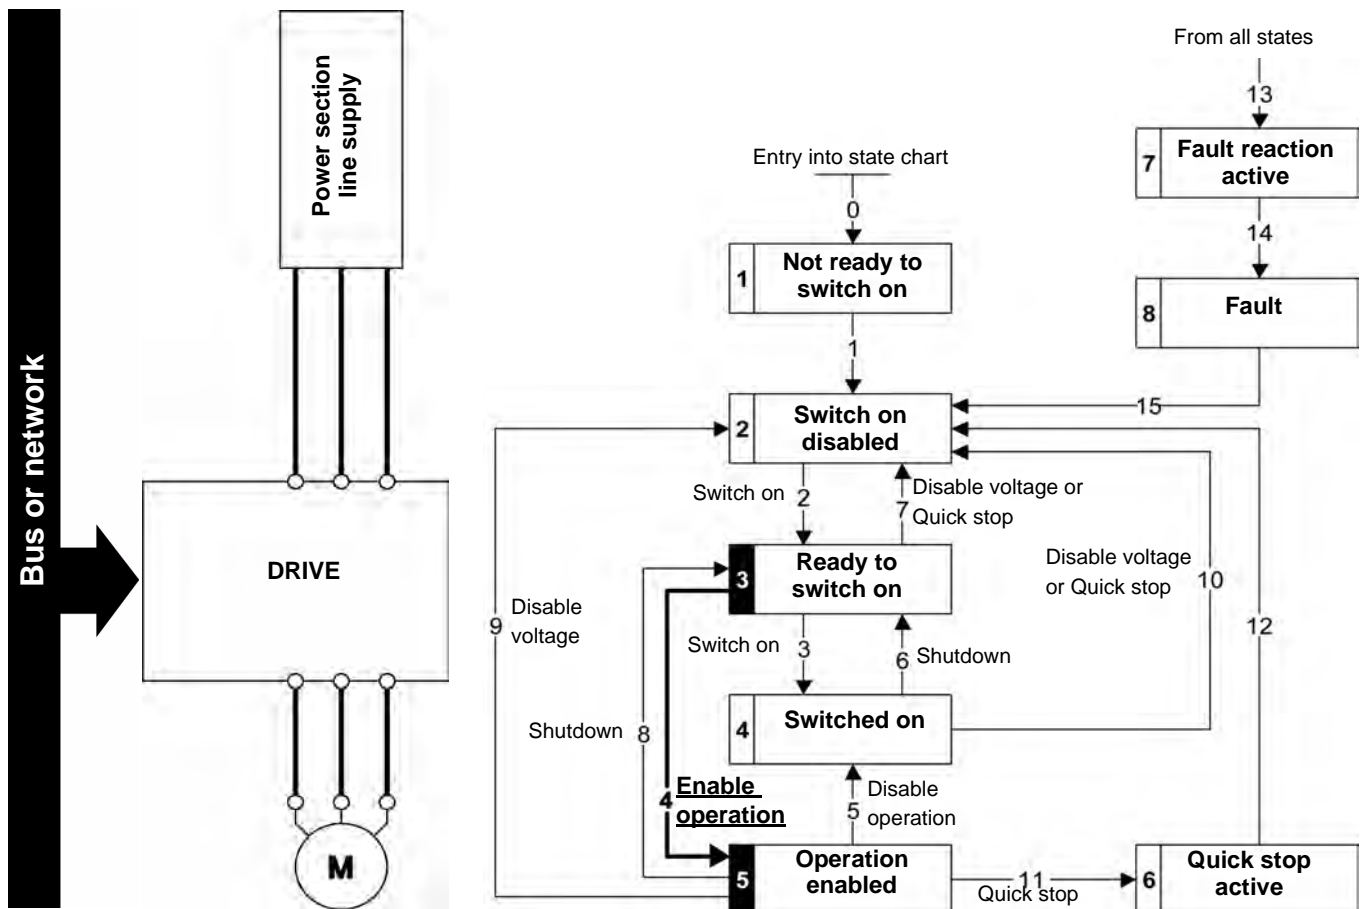 Bus or network
Power section
line supply
DRIVE
M
From all states
13
7
Fault reaction
active
14
8
Fault
15
Entry into state chart
0
1
Not ready to
switch on
1
2
Switch on
disabled
Switch on
2
7
Disable voltage or
Quick stop
3
Ready to
switch on
Disable voltage
or Quick stop
10
12
9
Disable
voltage
Switch on
3
6
Shutdown
4
Switched on
Shutdown
8
4
Enable
operation
5
Disable
operation
5
Operation
enabled
11
Quick stop
6
Quick stop
active